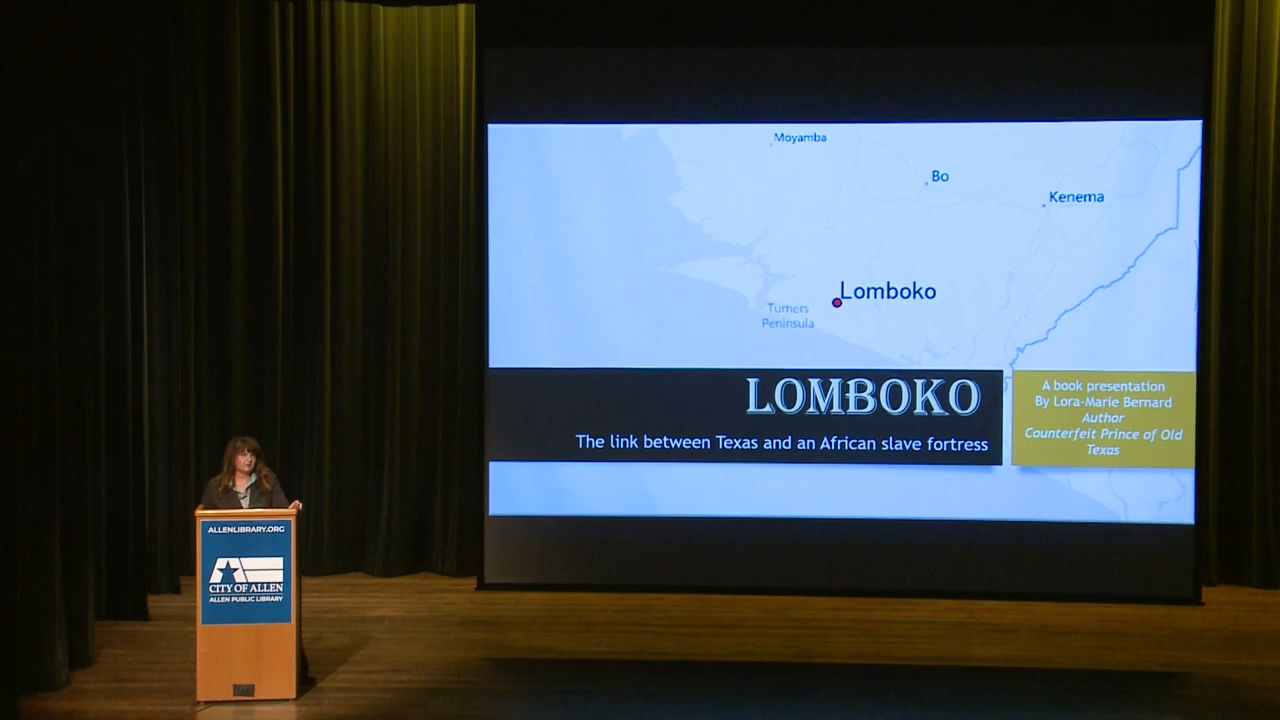 Moyamba
Bo
Kenema
Lomboko
Turners
Peninsula
LOMBOKO
The link between Texas and an African slave fortress
A book presentation
By Lora-Marie Bernard
Author
Counterfeit Prince of Old
Texas
ALLENLIBRARY.ORG
CITY OF ALLEN
ALLEN PUBLIC LIBRARY